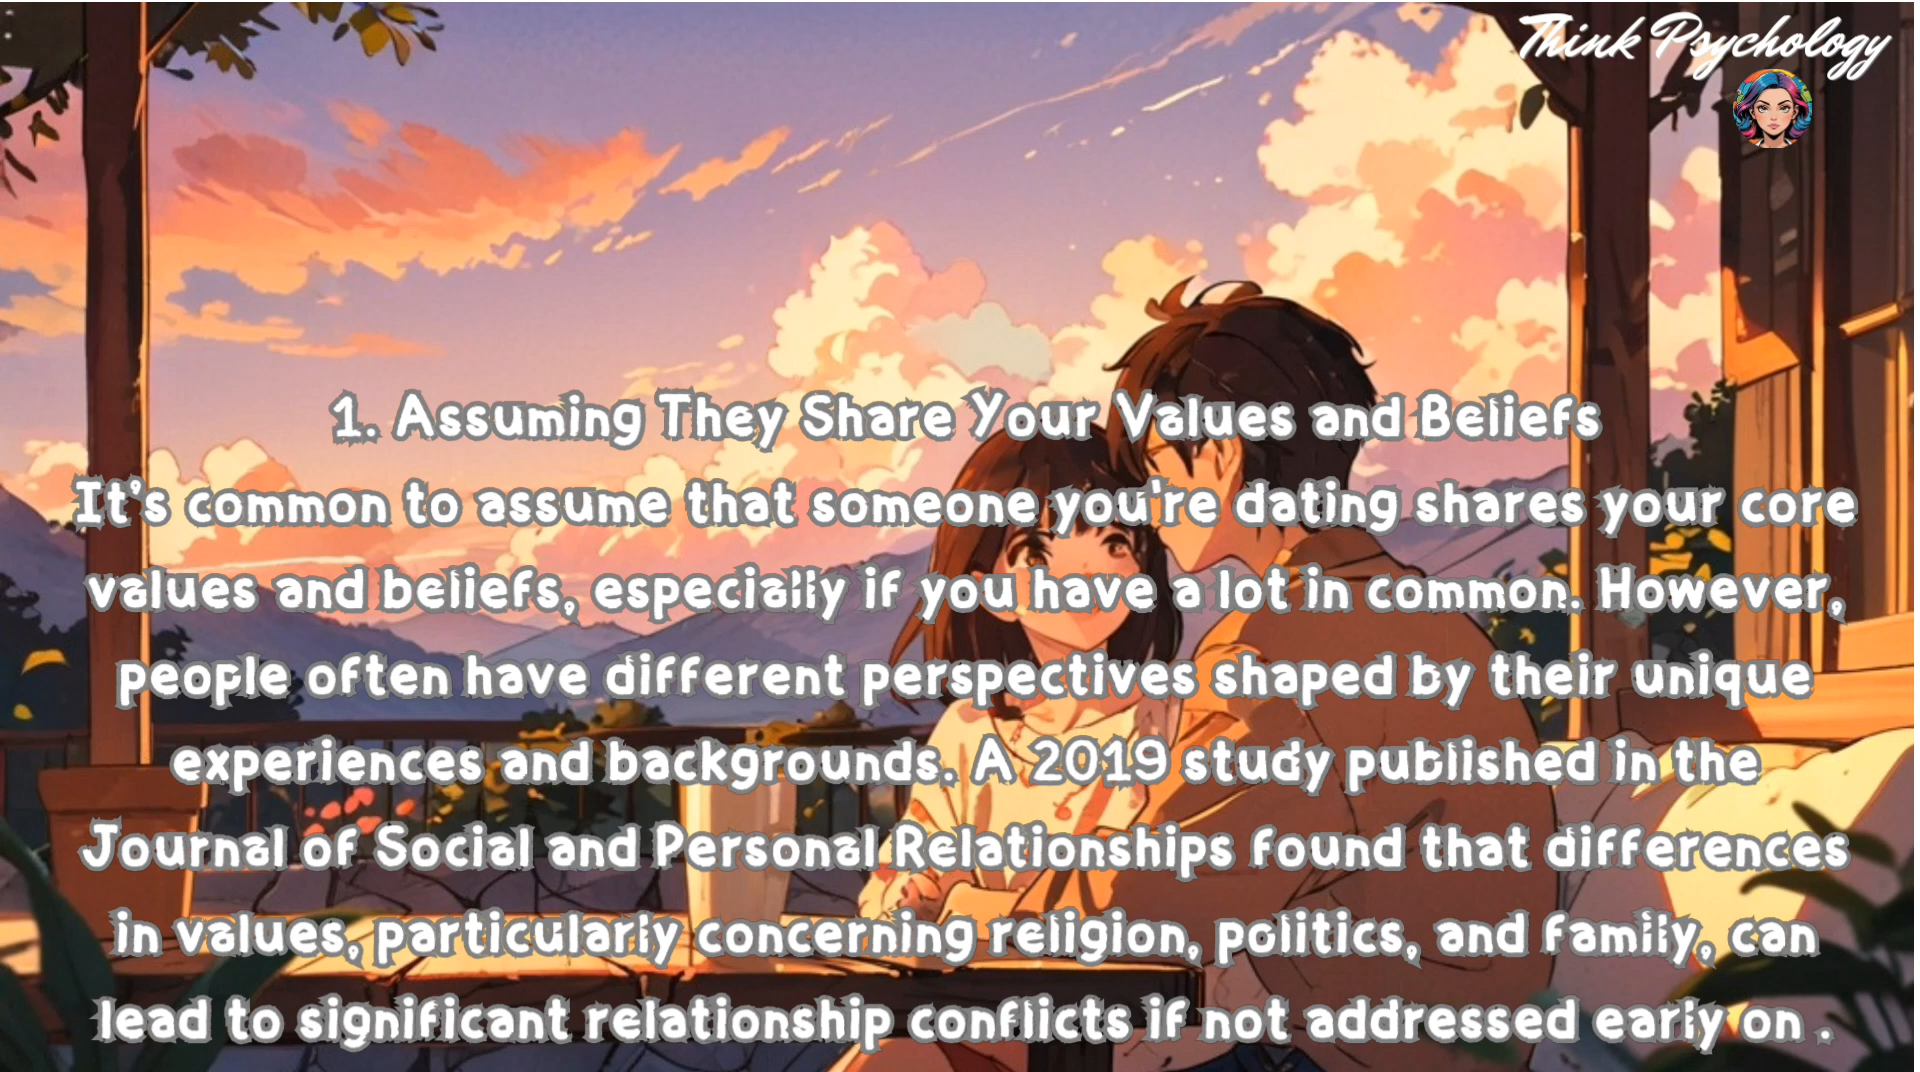 Think Psychology
1. Assuming They Share Your Values and Beliefs
It's common to assume that someone you're dating shares your core
values and beliefs, especially if you have a lot in common. However,
people often have different perspectives shaped by their unique
experiences and backgrounds. A 2019 study published in the
Journal of Social and Personal Relationships found that differences
in values, particularly concerning religion, politics, and family, can
lead to significant relationship conflicts if not addressed early on .